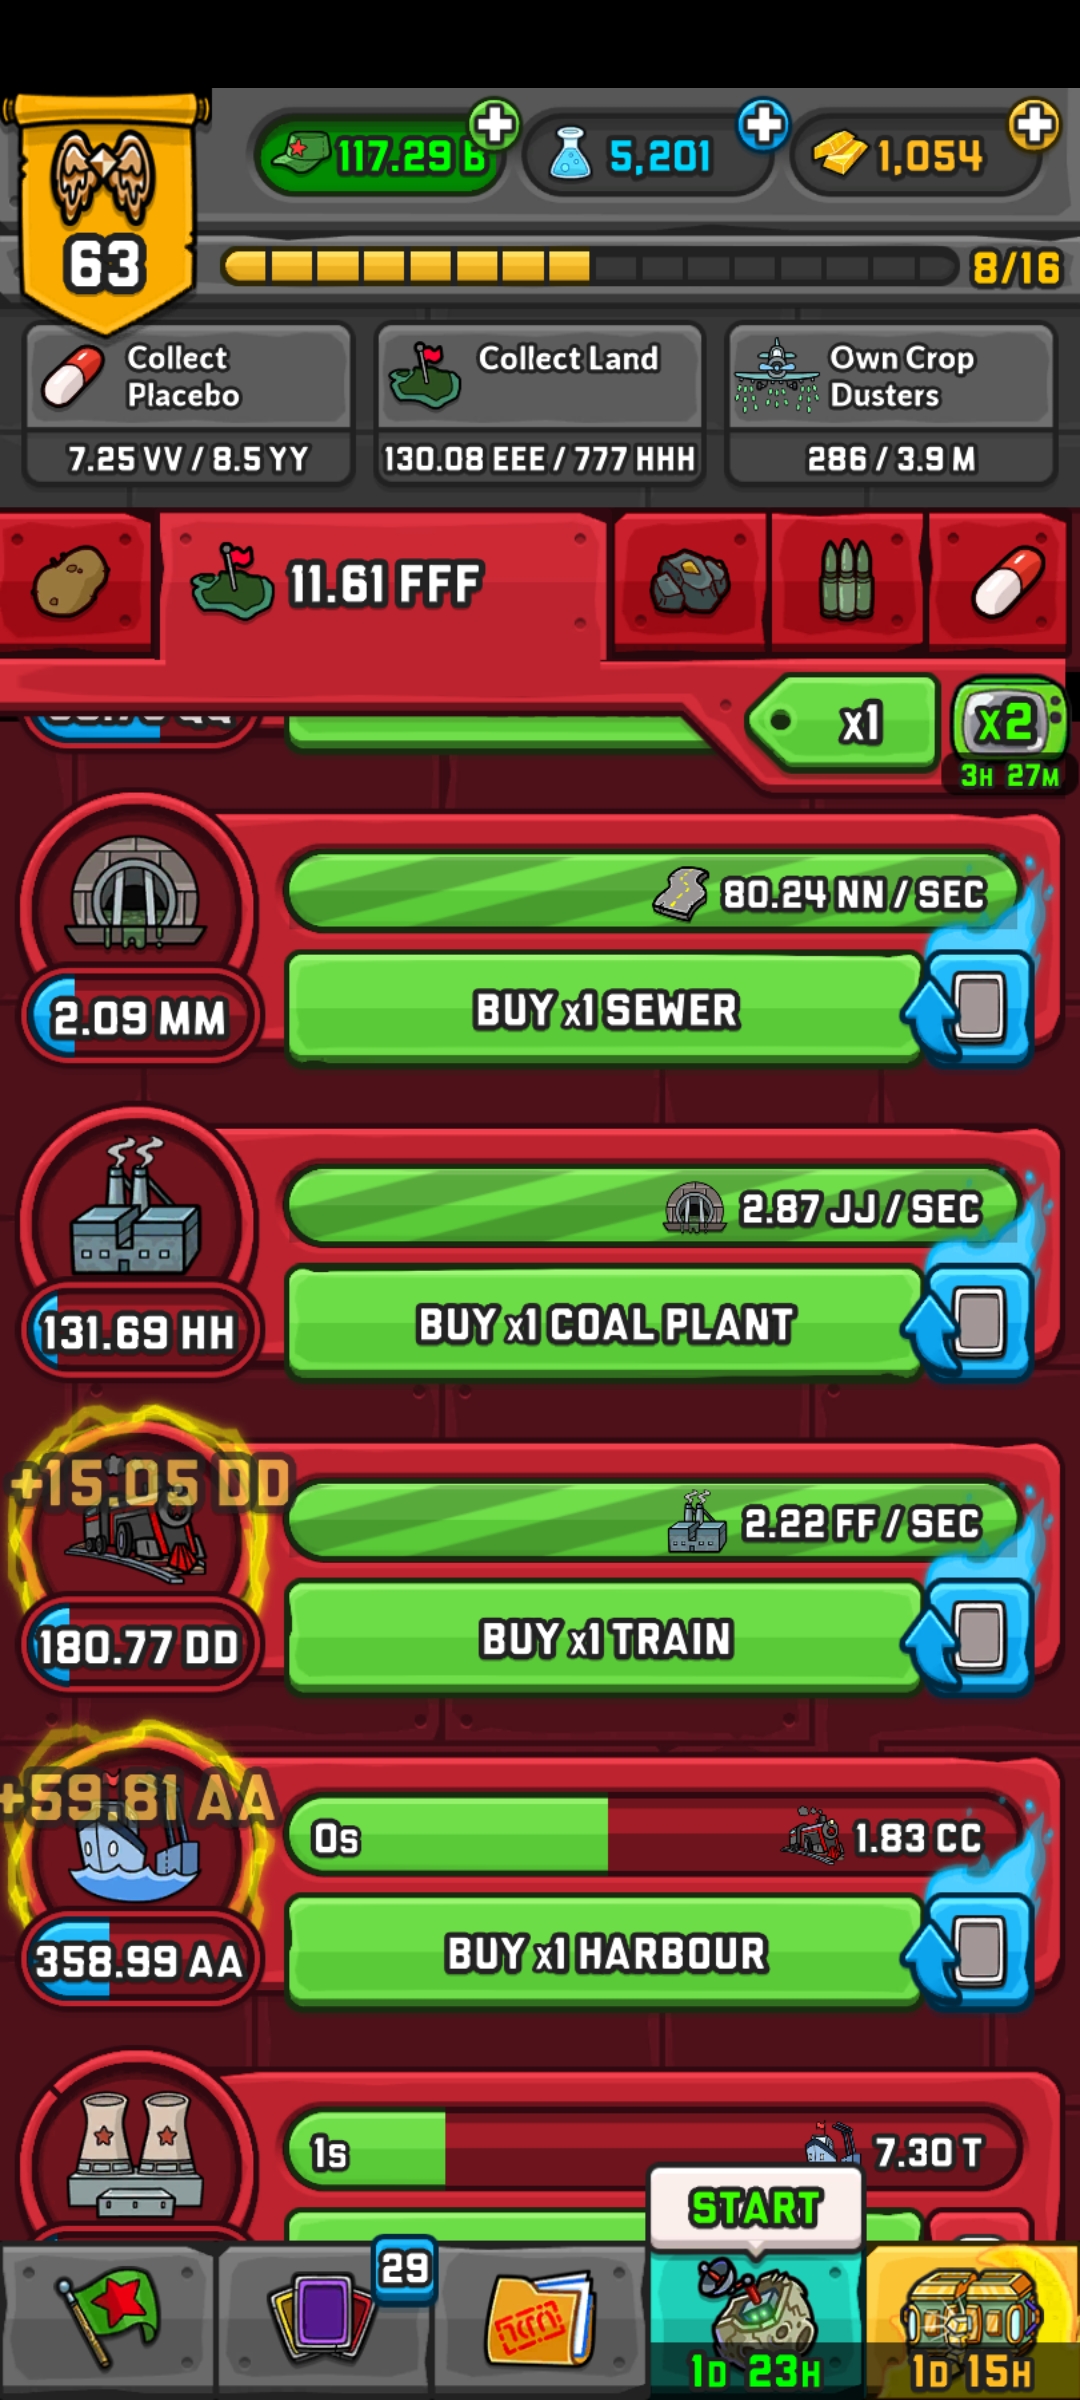 117.29 B
5,201
1,054
63
8/16
Collect
Placebo
Collect Land
Own Crop
Dusters
7.25 VV / 8.5 YY
130.08 EEE / 777 HHH
286 / 3.9 M
11.61 FFF
x1
x2
3H 27M
80.24 NN / SEC
BUY x1 SEWER
2.09 MM
2.87 JJ / SEC
BUY x1 COAL PLANT
131.69 HH
+15.05 DD
2.22 FF / SEC
BUY x1 TRAIN
180.77 DD
+59.81 AA
0s
1.83 CC
BUY x1 HARBOUR
358.99 AA
1s
7.30 T
START
29
1D 23H
1D 15H